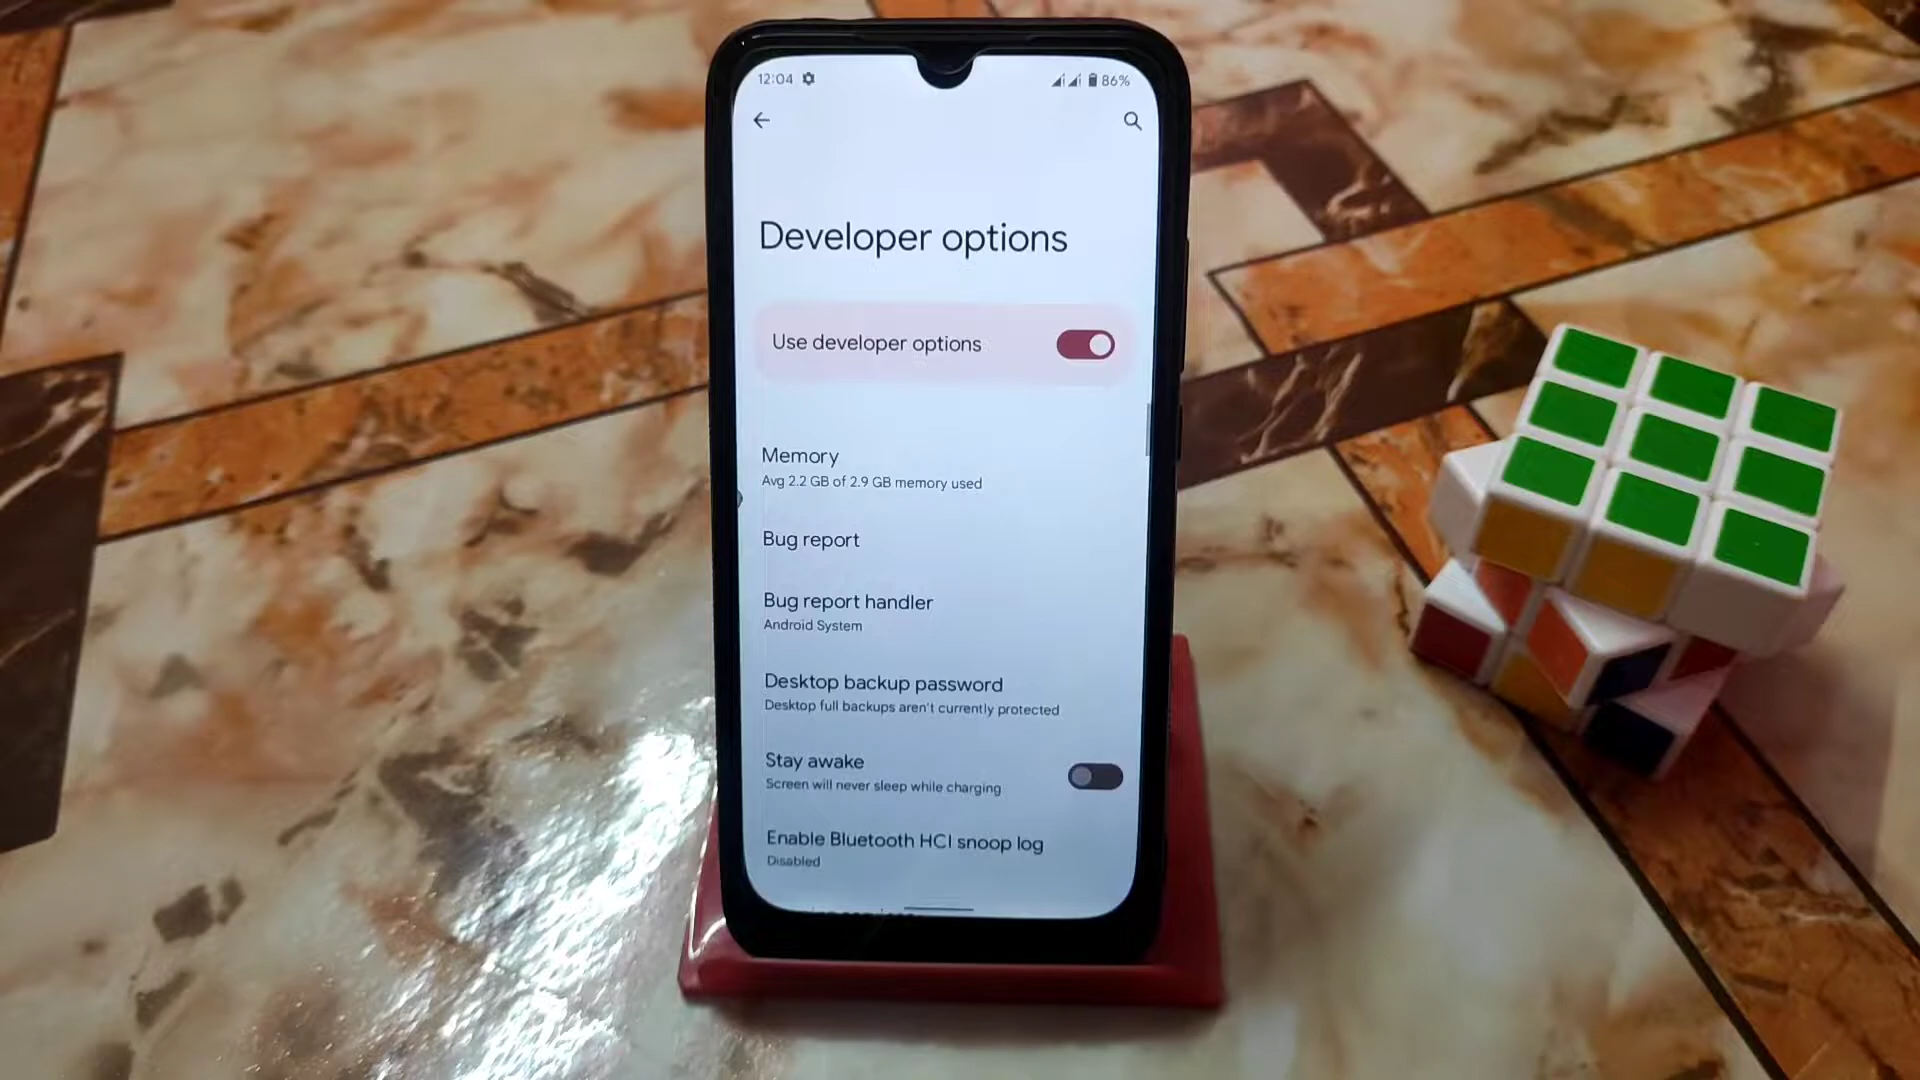 12:04
86%
Developer options
Use developer options
Memory
Avg 2.2 GB of 2.9 GB memory used
Bug report
Bug report handler
Android System
Desktop backup password
Desktop full backups aren't currently protected
Stay awake
Screen will never sleep while charging
Enable Bluetooth HCI snoop log
Disabled